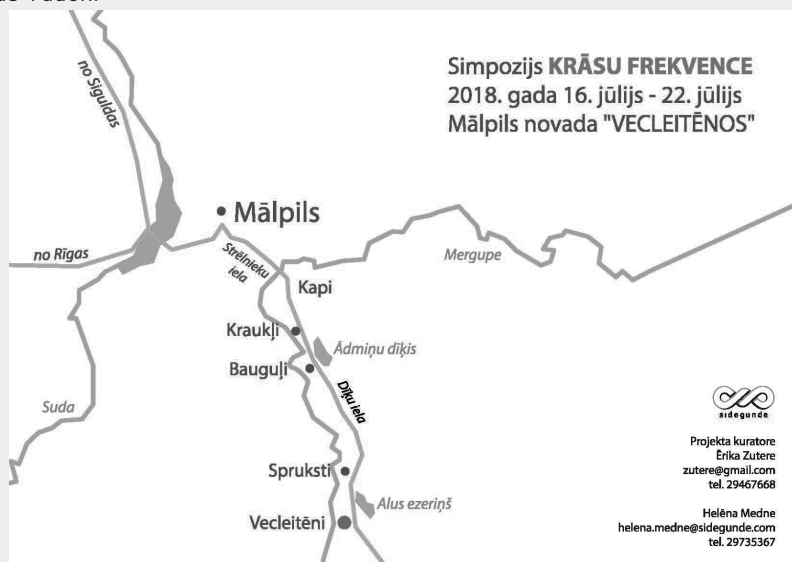 Simpozijs KRĀSU FREKVENCE
2018. gada 16. jūlijs - 22. jūlijs
Mālpils novada "VECLEITĒNOS"
no Siguldas
Mālpils
no Rīgas
Strēlnieku
iela
Mergupe
Kapi
Kraukļi
Ādmiņu dīķis
Bauguļi
Dīķu iela
Suda
Spruksti
Alus ezeriņš
Vecleitēni
sidegunde
Projekta kuratore
Ērika Zutere
zutere@gmail.com
tel. 29467668
Helēna Medne
helena.medne@sidegunde.com
tel. 29735367